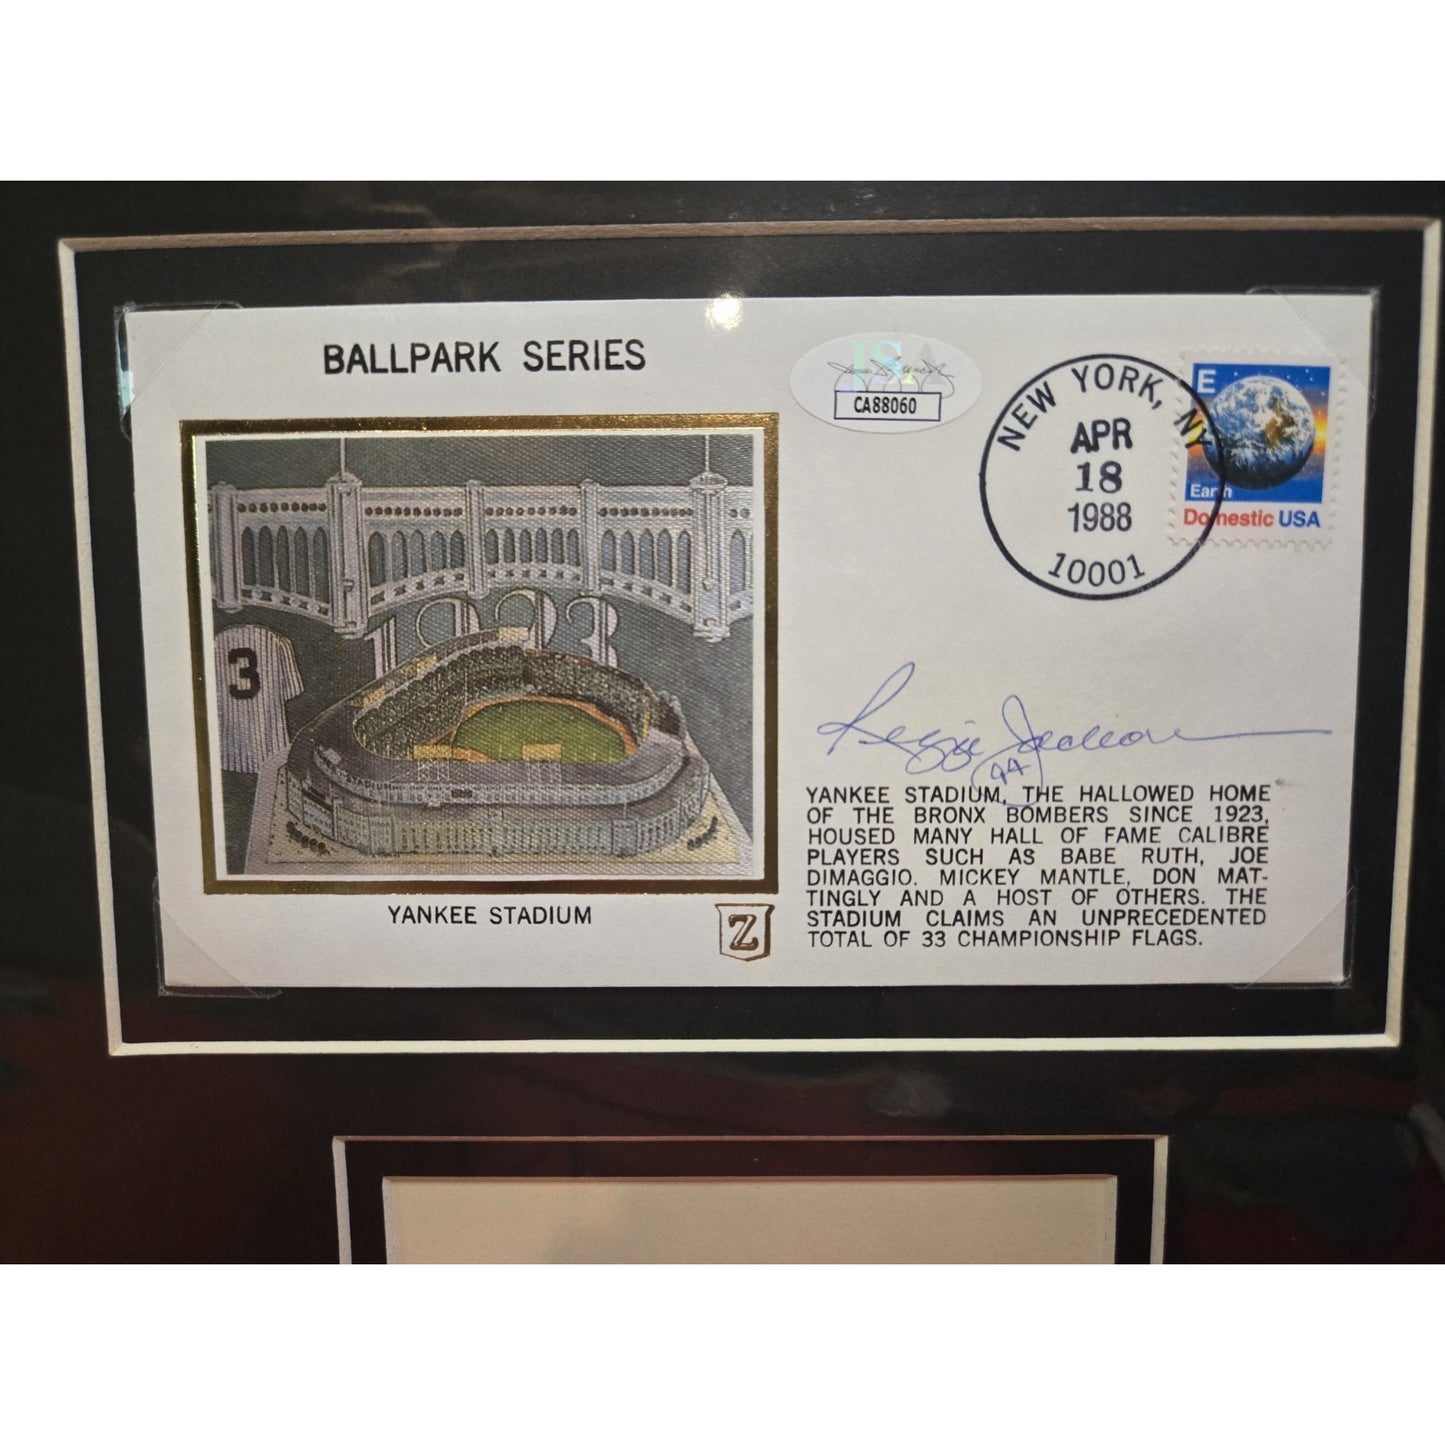 BALLPARK SERIES
JSA
CA88060
NEW YORK, NY
APR
18
1988
10001
E
Earth
Domestic USA
1923
3
STADIUM
YANKEE STADIUM
Z
Reggie Jackson
44
YANKEE STADIUM, THE HALLOWED HOME
OF THE BRONX BOMBERS SINCE 1923,
HOUSED MANY HALL OF FAME CALIBRE
PLAYERS SUCH AS BABE RUTH, JOE
DIMAGGIO, MICKEY MANTLE, DON MAT-
TINGLY AND A HOST OF OTHERS. THE
STADIUM CLAIMS AN UNPRECEDENTED
TOTAL OF 33 CHAMPIONSHIP FLAGS.